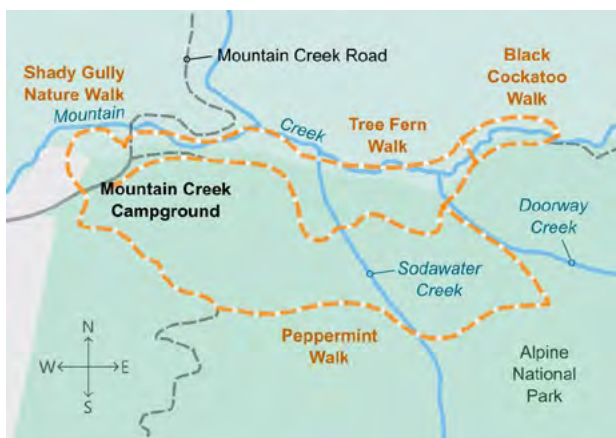 Mountain Creek Road
Black
Cockatoo
Walk
Shady Gully
Nature Walk
Mountain
Creek
Tree Fern
Walk
Mountain Creek
Campground
Doorway
Creek
Sodawater
Creek
Peppermint
Walk
Alpine
National
Park
N
W
E
S